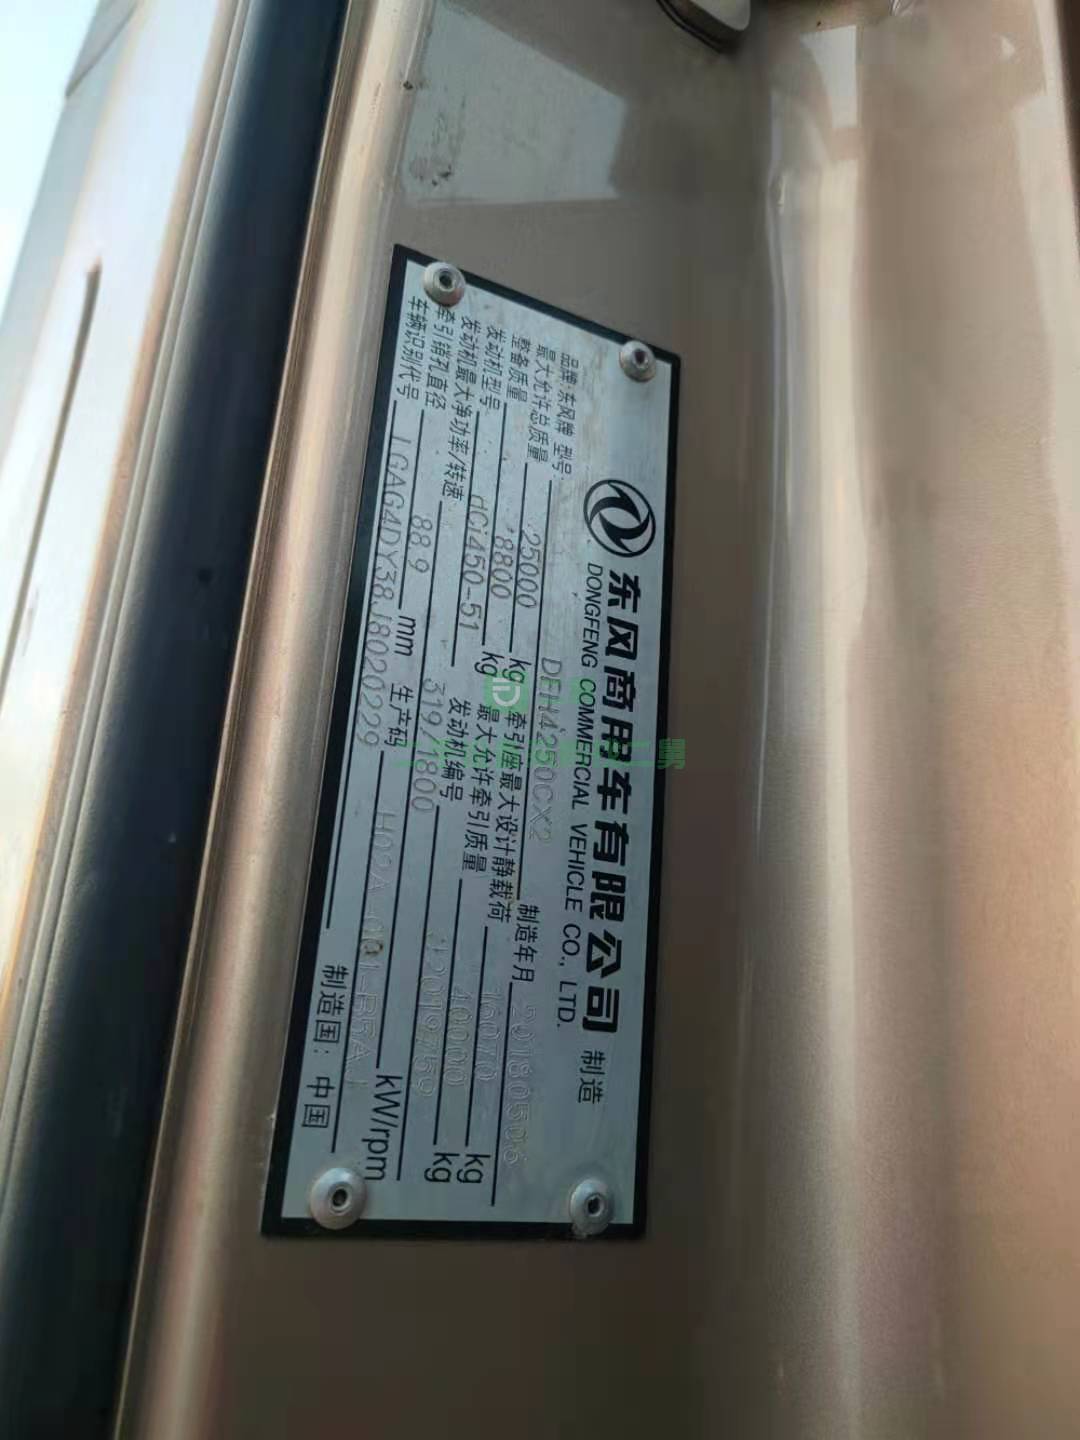 东风商用车有限公司 制造
DONGFENG COMMERCIAL VEHICLE CO., LTD.
品牌: 东风牌 型号: DFH4250CX2 制造年月 201805
最大允许总质量 25000 kg 牵引座最大设计静载荷 16070 kg
整备质量 8800 kg 最大允许牵引质量 40000 kg
发动机型号 dCi450-51 发动机编号
发动机最大净功率/转速 319/1800 kW/rpm
牵引销孔直径 88.9 mm 生产码
车辆识别代号 LGAG4DY38J8020229 制造国: 中国